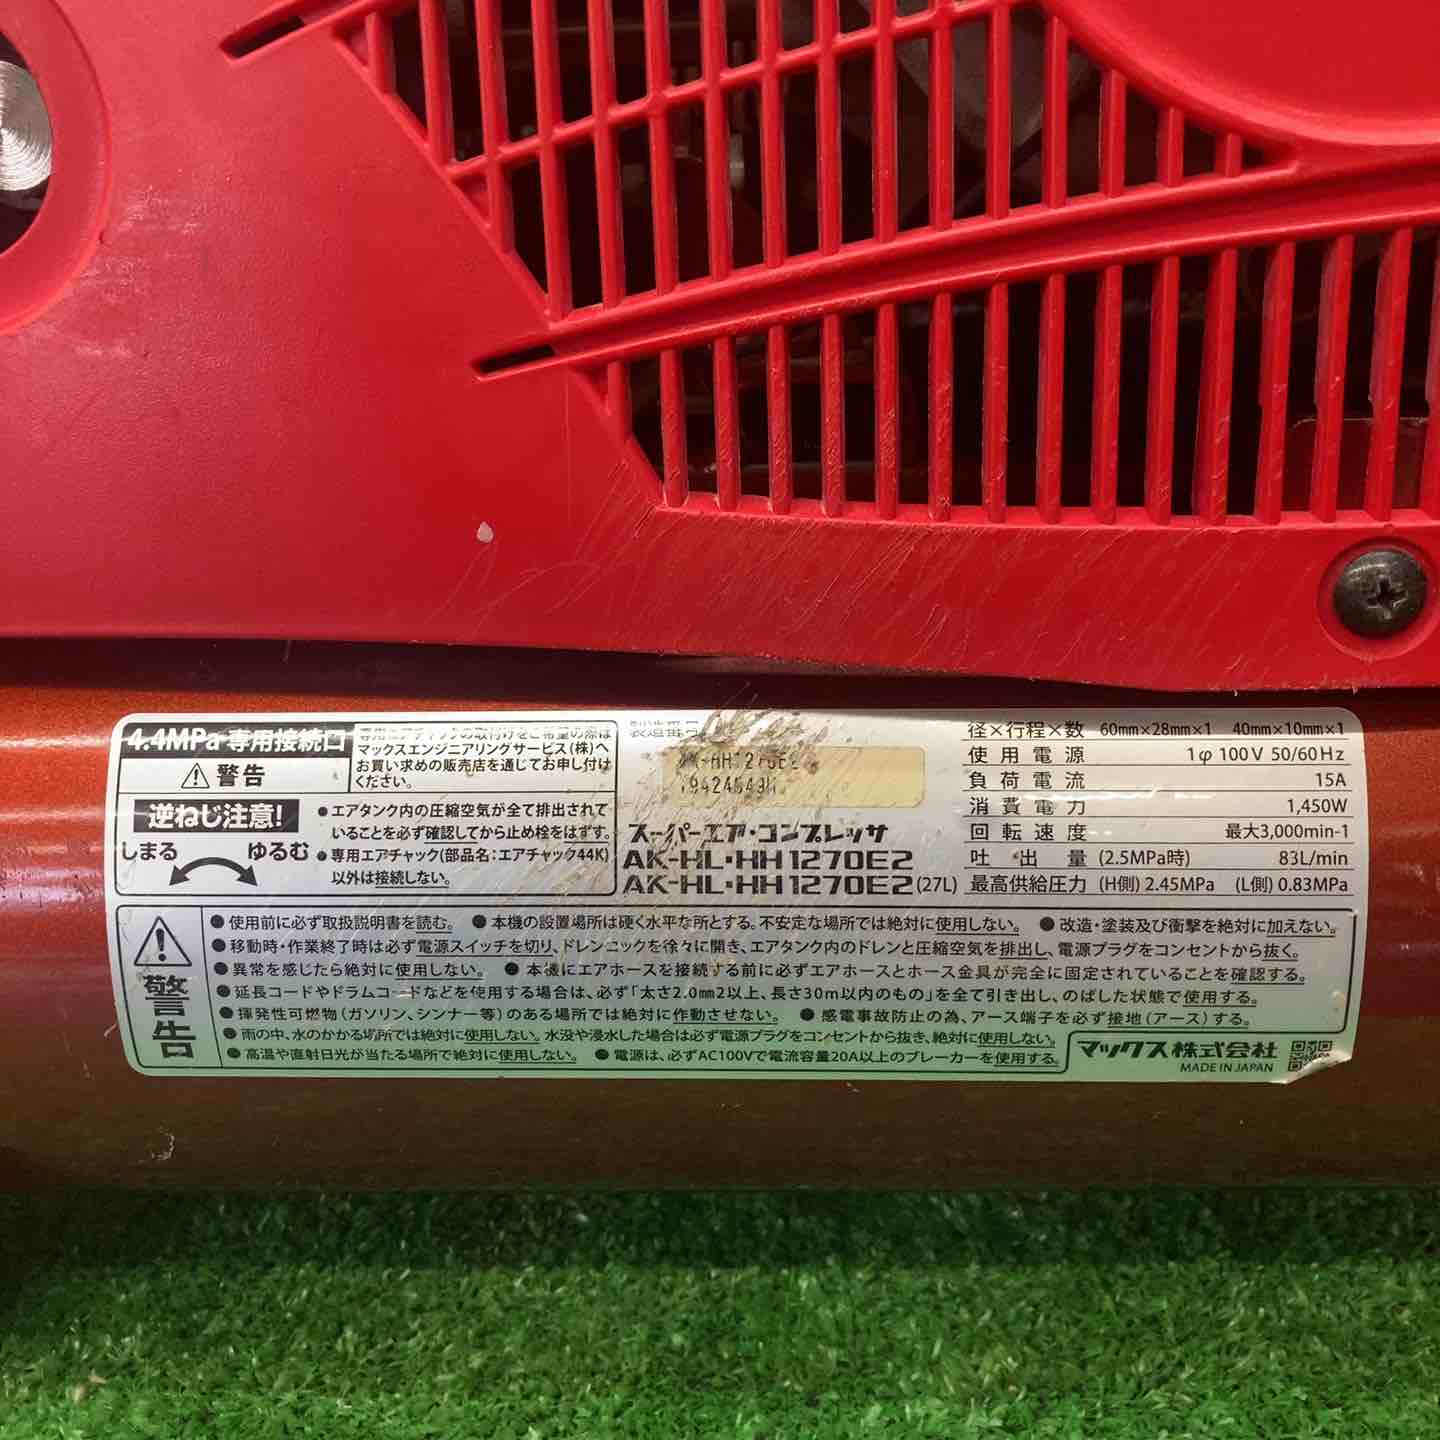 4.4MPa 専用接続口
警告
専用エアチャックの取付けをご希望の際は
マックスエンジニアリングサービス(株)へ
お買い求めの販売店を通じてお申し付け
ください。
逆ねじ注意!
しまる ゆるむ
●エアタンク内の圧縮空気が全て排出されて
いることを必ず確認してから止め栓をはずす。
●専用エアチャック(部品名:エアチャック44K)
以外は接続しない。
製造番号
スーパーエア・コンプレッサ
AK-HL・HH1270E2
AK-HL・HH1270E2(27L)
径×行程×数 60mm×28mm×1 40mm×10mm×1
使用電源 1φ 100V 50/60Hz
負荷電流 15A
消費電力 1,450W
回転速度 最大3,000min-1
吐出量 (2.5MPa時) 83L/min
最高供給圧力 (H側) 2.45MPa (L側) 0.83MPa
警告
●使用前に必ず取扱説明書を読む。 ●本機の設置場所は硬く水平な所とする。不安定な場所では絶対に使用しない。 ●改造・塗装及び衝撃を絶対に加えない。
●移動時・作業終了時は必ず電源スイッチを切り、ドレンコックを徐々に開き、エアタンク内のドレンと圧縮空気を排出し、電源プラグをコンセントから抜く。
●異常を感じたら絶対に使用しない。 ●本機にエアホースを接続する前に必ずエアホースとホース金具が完全に固定されていることを確認する。
●延長コードやドラムコードなどを使用する場合は、必ず「太さ2.0mm2以上、長さ30m以内のもの」を全て引き出し、のばした状態で使用する。
●揮発性可燃物(ガソリン、シンナー等)のある場所では絶対に作動させない。 ●感電事故防止の為、アース端子を必ず接地(アース)する。
●雨の中、水のかかる場所では絶対に使用しない。水没や浸水した場合は必ず電源プラグをコンセントから抜き、絶対に使用しない。
●高温や直射日光が当たる場所で絶対に使用しない。 ●電源は、必ずAC100Vで電流容量20A以上のブレーカーを使用する。
マックス株式会社
MADE IN JAPAN